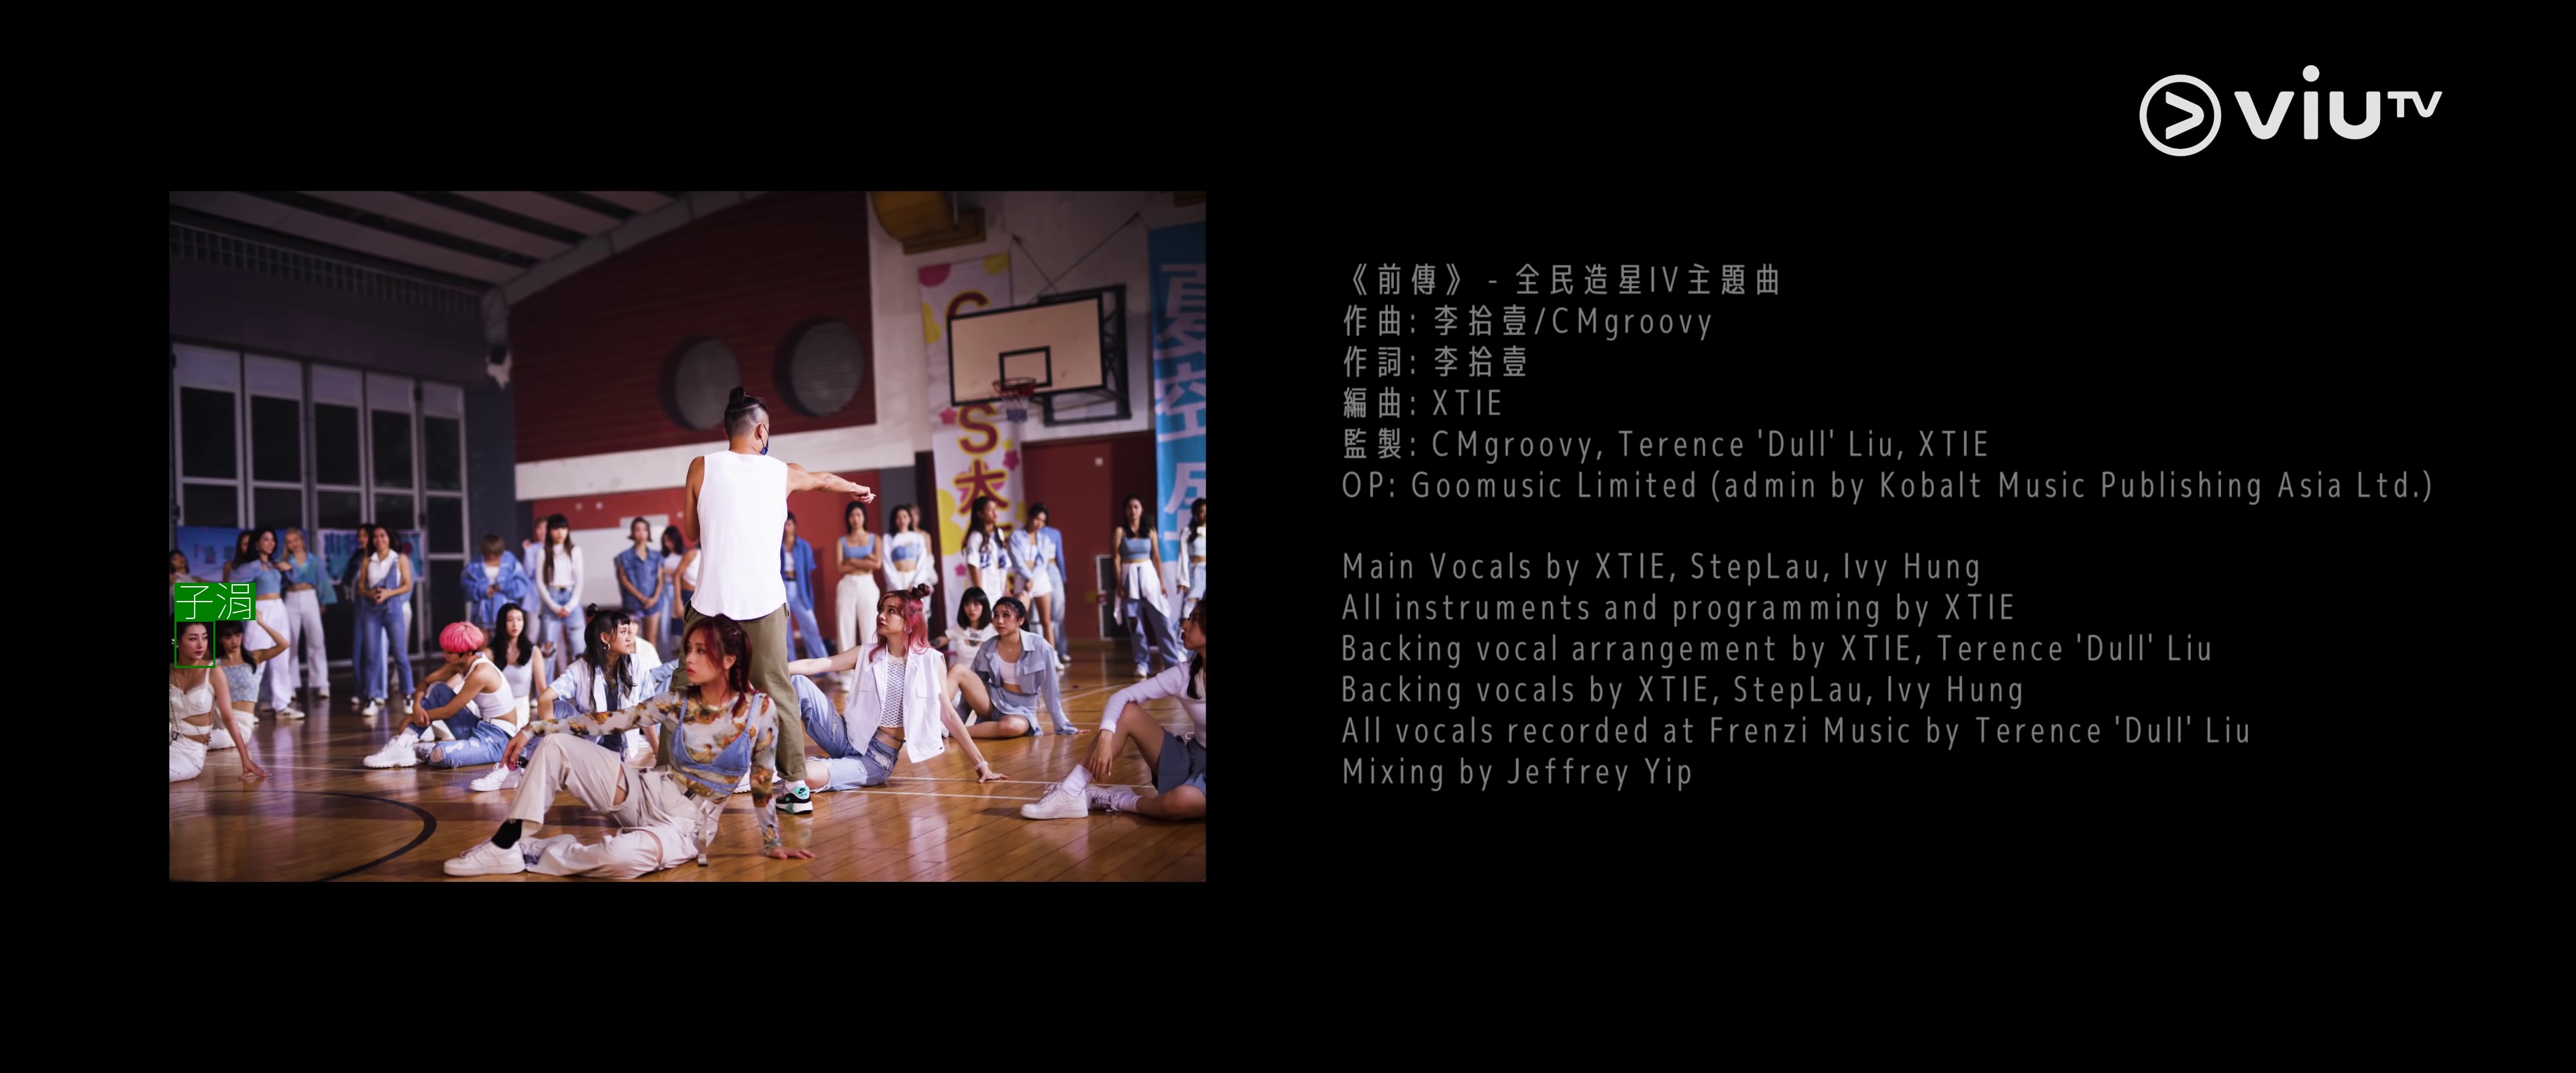 viuTV
《前傳》 - 全民造星IV主題曲
作曲: 李拾壹/CMgroovy
作詞: 李拾壹
編曲: XTIE
監製: CMgroovy, Terence 'Dull' Liu, XTIE
OP: Goomusic Limited (admin by Kobalt Music Publishing Asia Ltd.)
Main Vocals by XTIE, StepLau, Ivy Hung
All instruments and programming by XTIE
Backing vocal arrangement by XTIE, Terence 'Dull' Liu
Backing vocals by XTIE, StepLau, Ivy Hung
All vocals recorded at Frenzi Music by Terence 'Dull' Liu
Mixing by Jeffrey Yip
子涓
S大
夏空